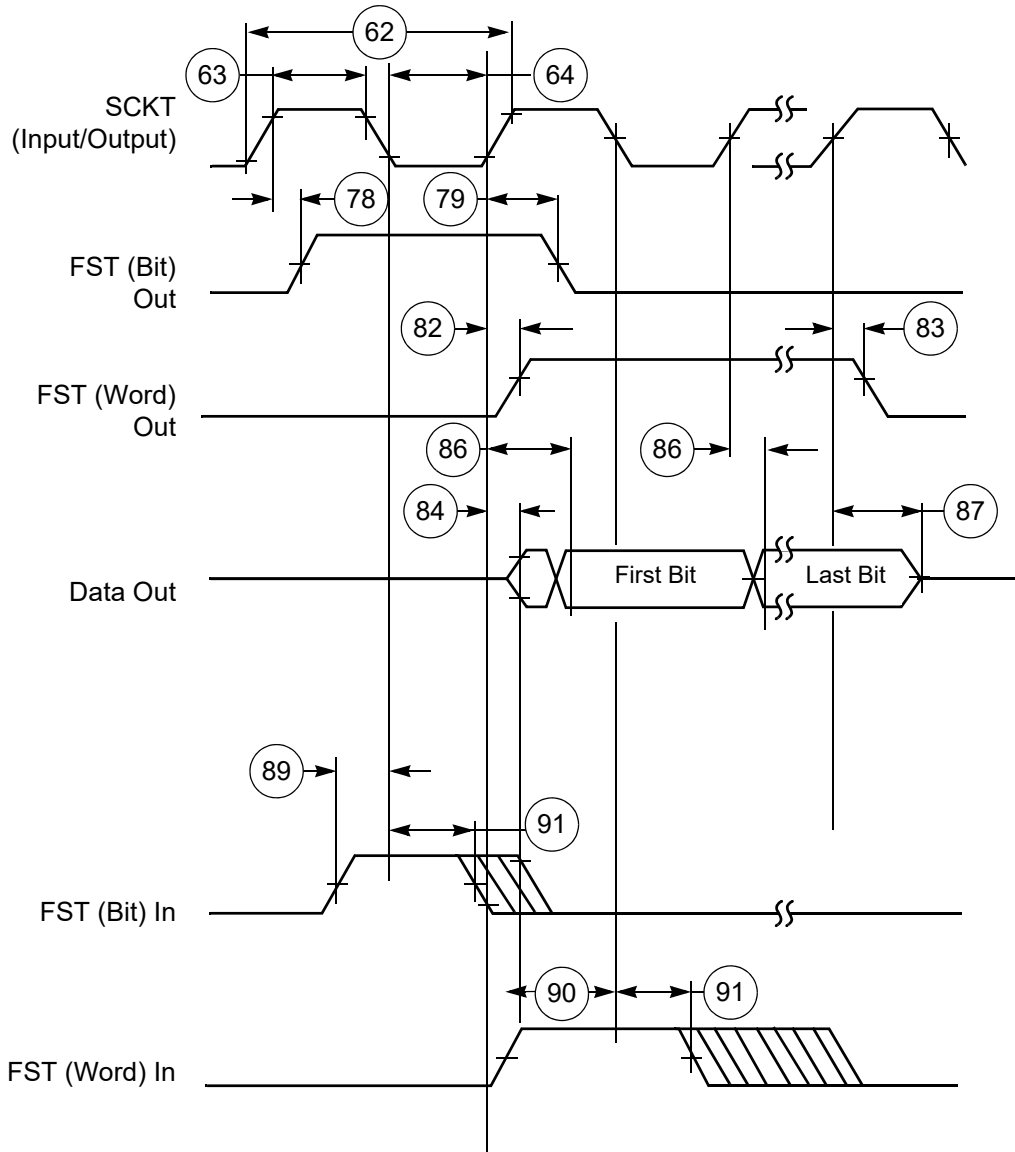 62
63
64
SCKT
(Input/Output)
78
79
FST (Bit)
Out
82
83
FST (Word)
Out
86
86
84
87
Data Out
First Bit
Last Bit
89
91
FST (Bit) In
90
91
FST (Word) In